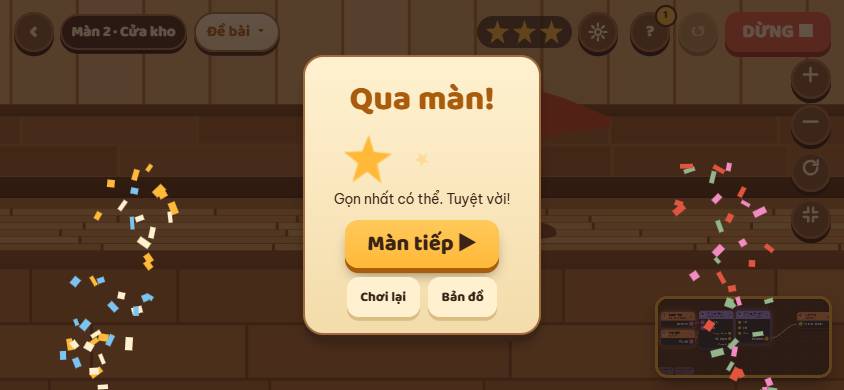 Màn 2 · Cửa kho
Đề bài
1
?
DỪNG
Qua màn!
Gọn nhất có thể. Tuyệt vời!
Màn tiếp
Chơi lại
Bản đồ